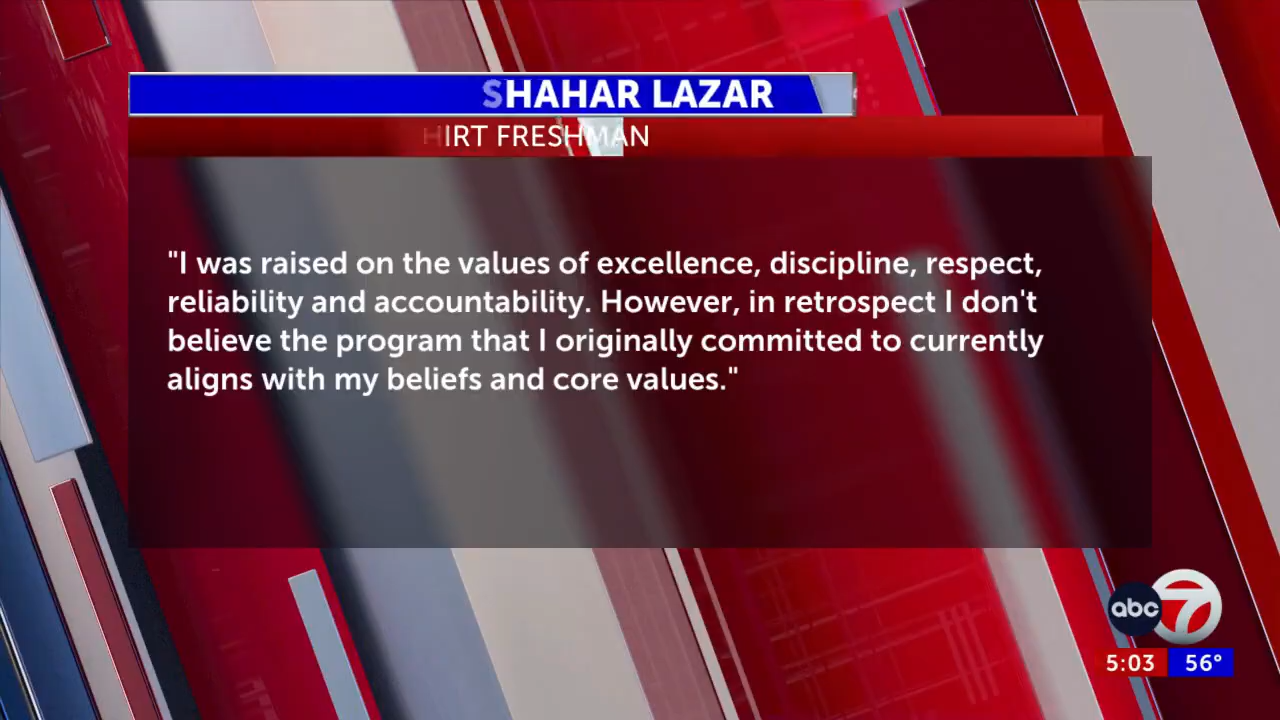 SHAHAR LAZAR
HIRT FRESHMAN
"I was raised on the values of excellence, discipline, respect,
reliability and accountability. However, in retrospect I don't
believe the program that I originally committed to currently
aligns with my beliefs and core values."
abc 7
5:03 56°